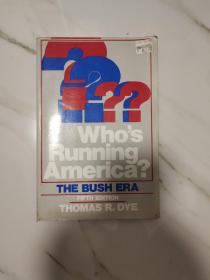 ???
Who's
Running
America?
THE BUSH ERA
FIFTH EDITION
THOMAS R. DYE